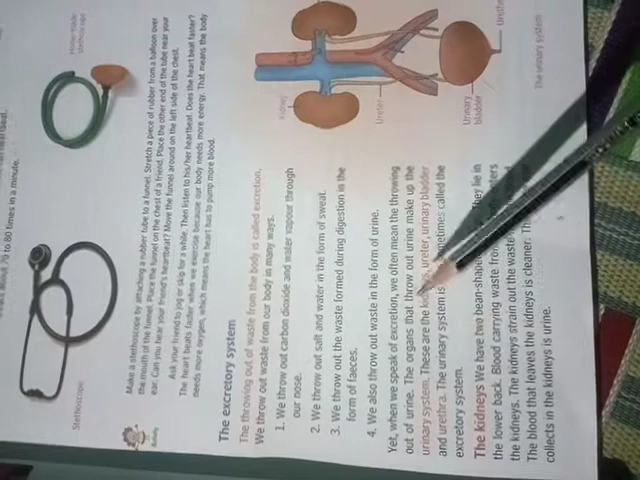 70 to 80 times in a minute.
Stethoscope
Home-made
stethoscope
Activity
Make a stethoscope by attaching a rubber tube to a funnel. Stretch a piece of rubber from a balloon over
the mouth of the funnel. Place the funnel on the chest of a friend. Place the other end of the tube near your
ear. Can you hear your friend's heartbeat? Move the funnel around on the left side of the chest.
Ask your friend to jog or skip for a while. Then listen to his/her heartbeat. Does the heart beat faster?
The heart beats faster when we exercise because our body needs more energy. That means the body
needs more oxygen, which means the heart has to pump more blood.
The excretory system
The throwing out of waste from the body is called excretion.
We throw out waste from our body in many ways.
1. We throw out carbon dioxide and water vapour through
our nose.
2. We throw out salt and water in the form of sweat.
3. We throw out the waste formed during digestion in the
form of faeces.
4. We also throw out waste in the form of urine.
Kidney
Ureter
Urinary
bladder
Urethra
The urinary system
Yet, when we speak of excretion, we often mean the throwing
out of urine. The organs that throw out urine make up the
urinary system. These are the kidneys, ureter, urinary bladder
and urethra. The urinary system is sometimes called the
excretory system.
The kidneys We have two bean-shaped they lie in
the lower back. Blood carrying waste from
the kidneys. The kidneys strain out the waste
The blood that leaves the kidneys is cleaner. Th
collects in the kidneys is urine.